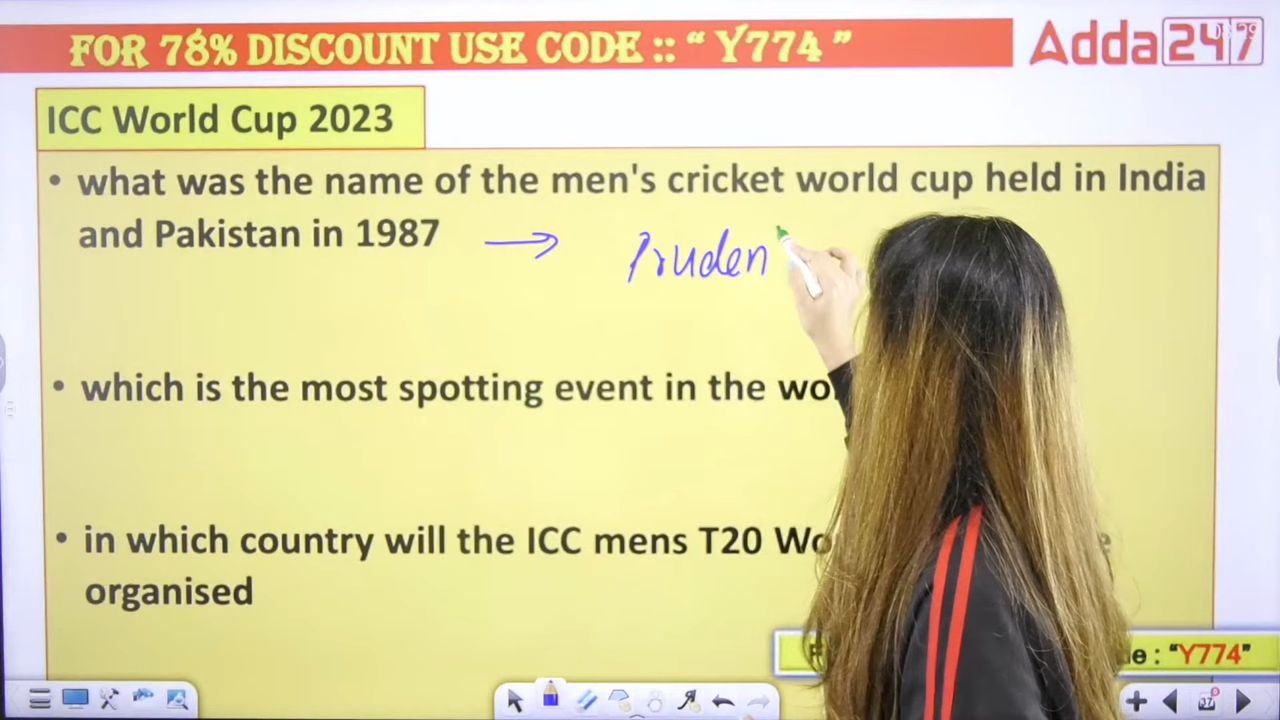 FOR 78% DISCOUNT USE CODE :: “ Y774 ”
Adda247
ICC World Cup 2023
• what was the name of the men's cricket world cup held in India
and Pakistan in 1987 → Pruden
• which is the most spotting event in the
• in which country will the ICC mens T20
organised
: “Y774”